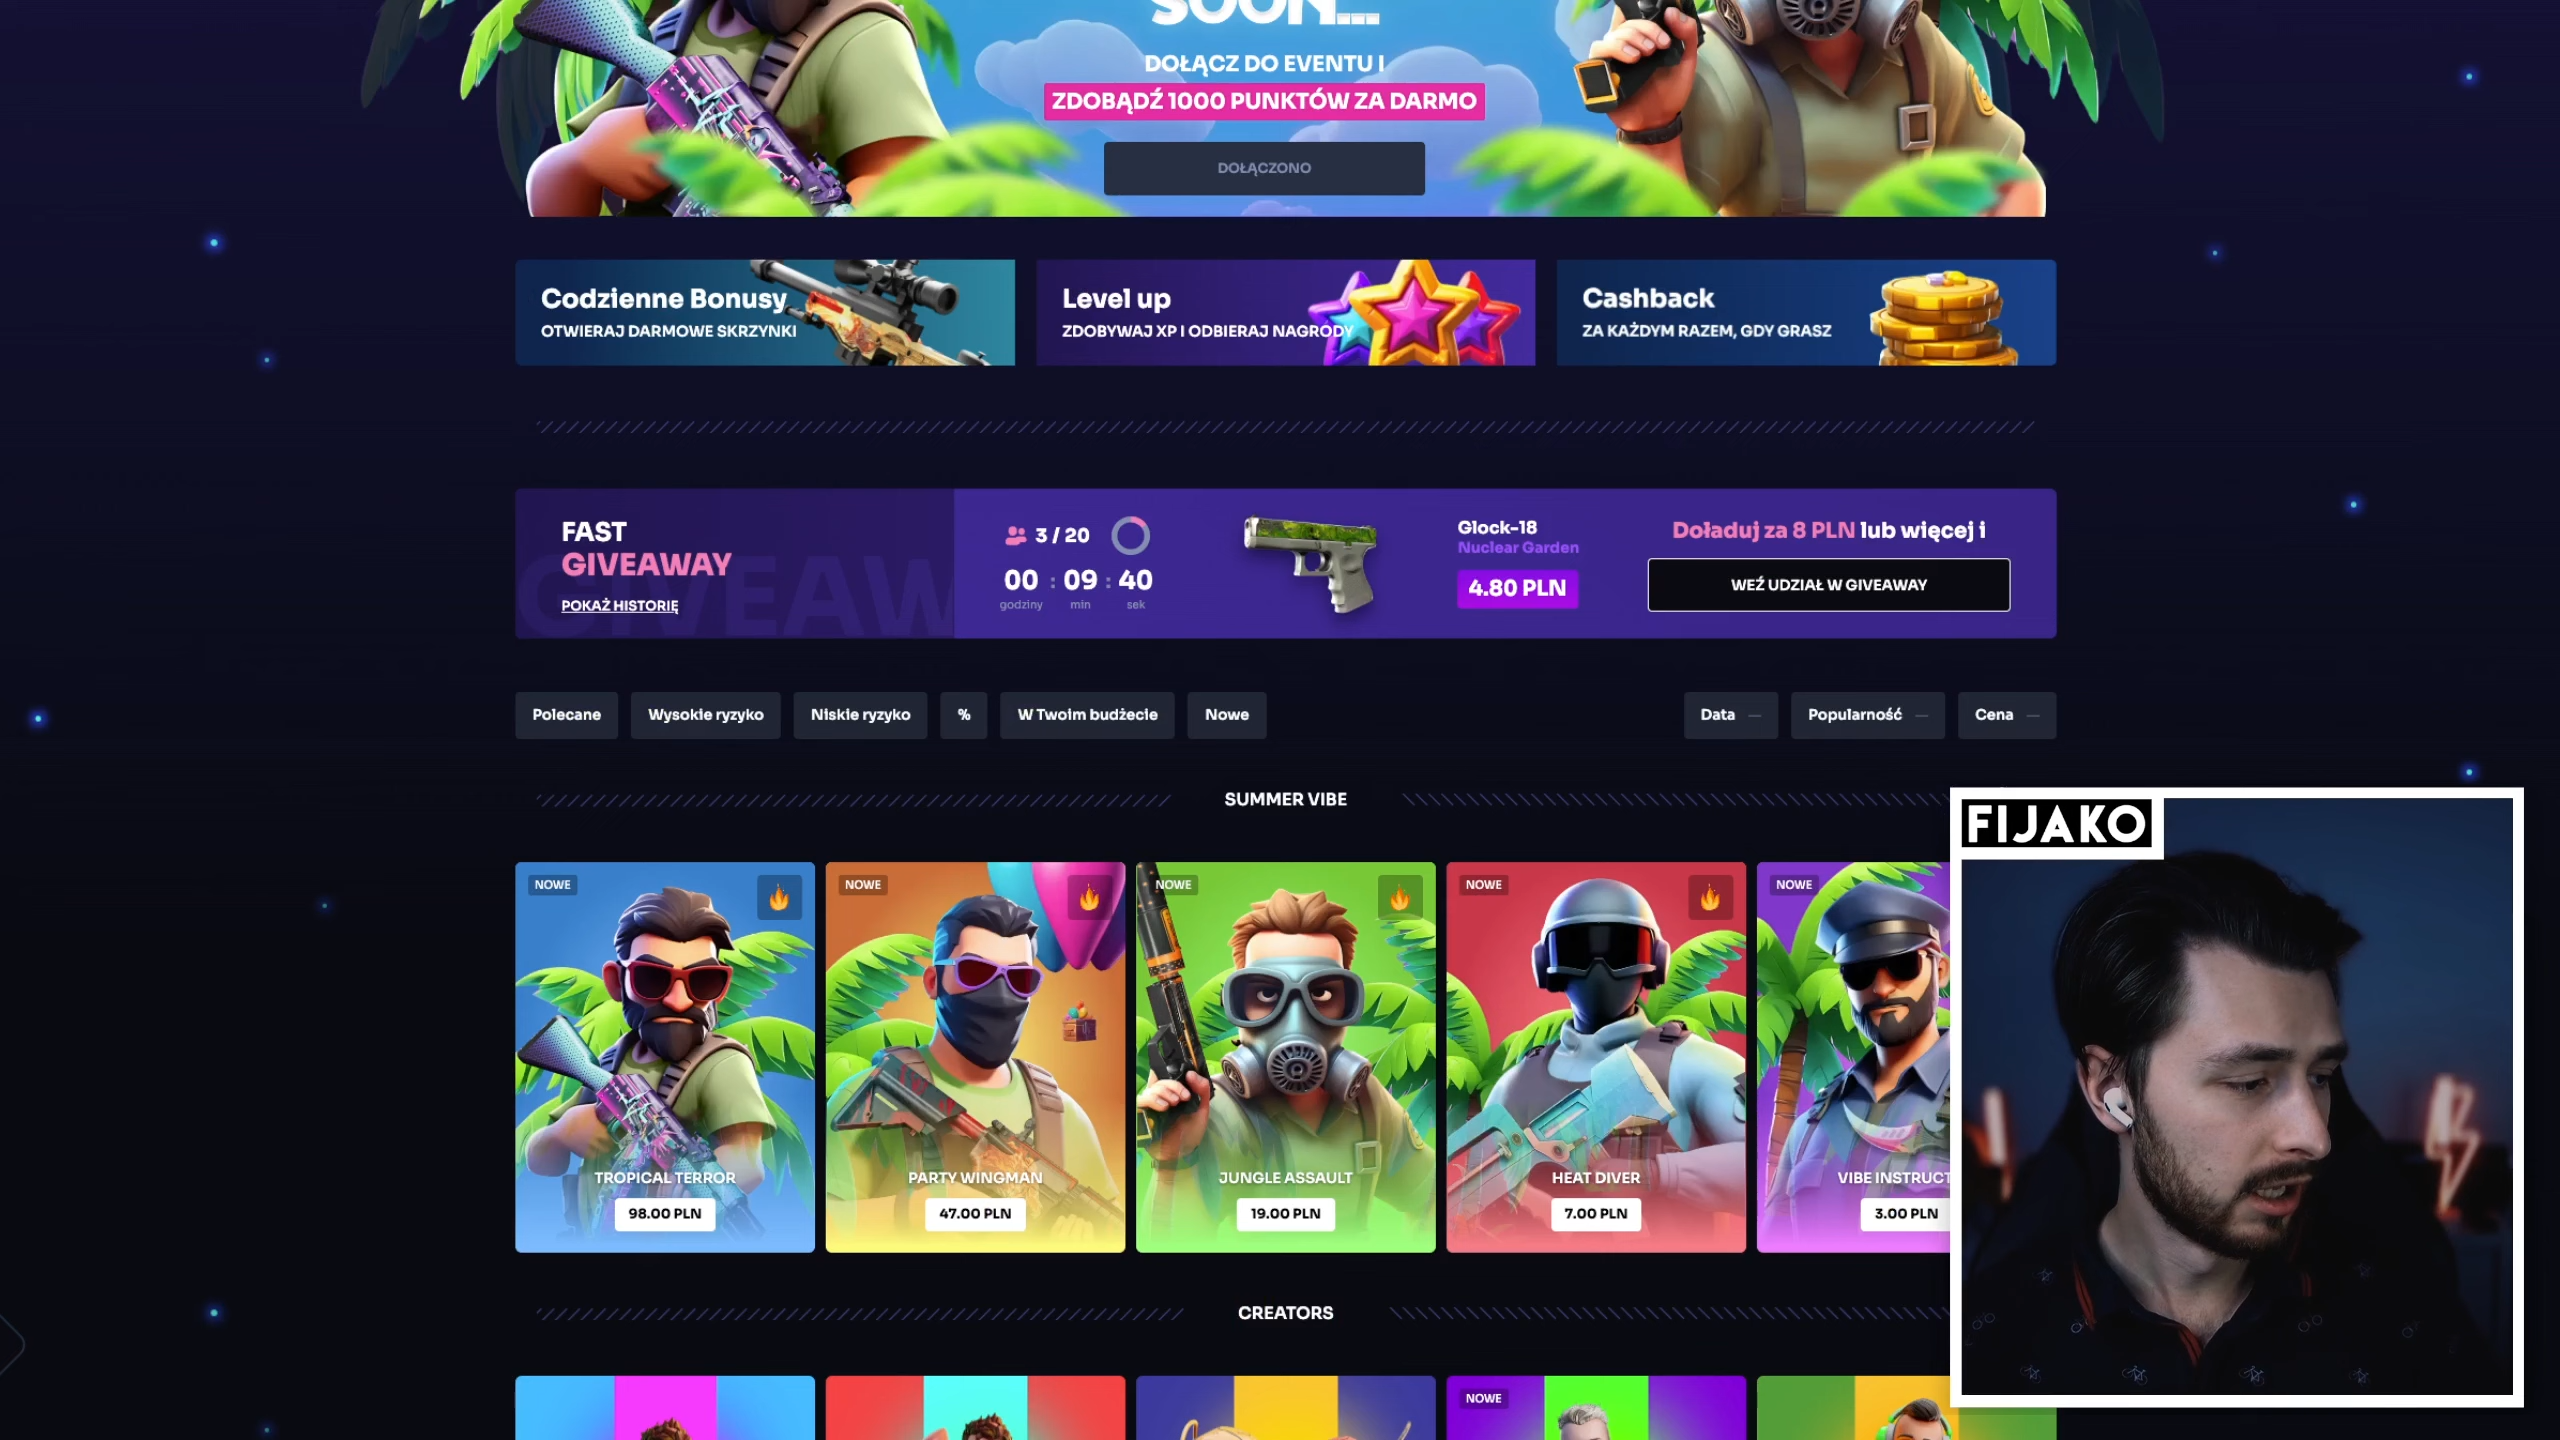 SOON...
DOŁĄCZ DO EVENTU I
ZDOBĄDŹ 1000 PUNKTÓW ZA DARMO
DOŁĄCZONO
Codzienne Bonusy
OTWIERAJ DARMOWE SKRZYNKI
Level up
ZDOBYWAJ XP I ODBIERAJ NAGRODY
Cashback
ZA KAŻDYM RAZEM, GDY GRASZ
FAST
GIVEAWAY
POKAŻ HISTORIĘ
GIVEAW
3 / 20
00 : 09 : 40
godziny min sek
Glock-18
Nuclear Garden
4.80 PLN
Doładuj za 8 PLN lub więcej i
WEŹ UDZIAŁ W GIVEAWAY
Polecane Wysokie ryzyko Niskie ryzyko % W Twoim budżecie Nowe Data — Popularność — Cena —
SUMMER VIBE
FIJAKO
NOWE NOWE NOWE NOWE NOWE
TROPICAL TERROR PARTY WINGMAN JUNGLE ASSAULT HEAT DIVER VIBE INSTRUCT
98.00 PLN 47.00 PLN 19.00 PLN 7.00 PLN 3.00 PLN
CREATORS
NOWE